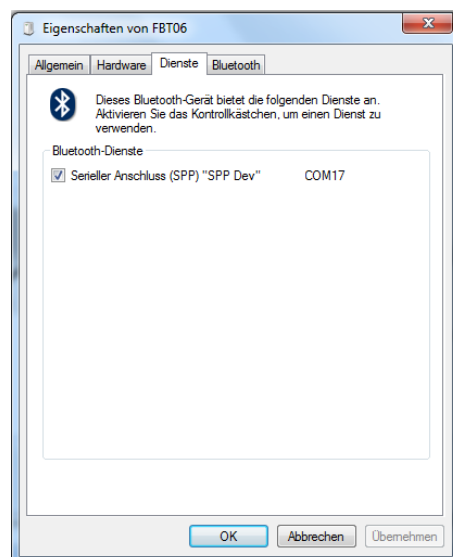 Eigenschaften von FBT06
Allgemein Hardware Dienste Bluetooth
Dieses Bluetooth-Gerät bietet die folgenden Dienste an.
Aktivieren Sie das Kontrollkästchen, um einen Dienst zu
verwenden.
Bluetooth-Dienste
Serieller Anschluss (SPP) "SPP Dev" COM17
OK Abbrechen Übernehmen